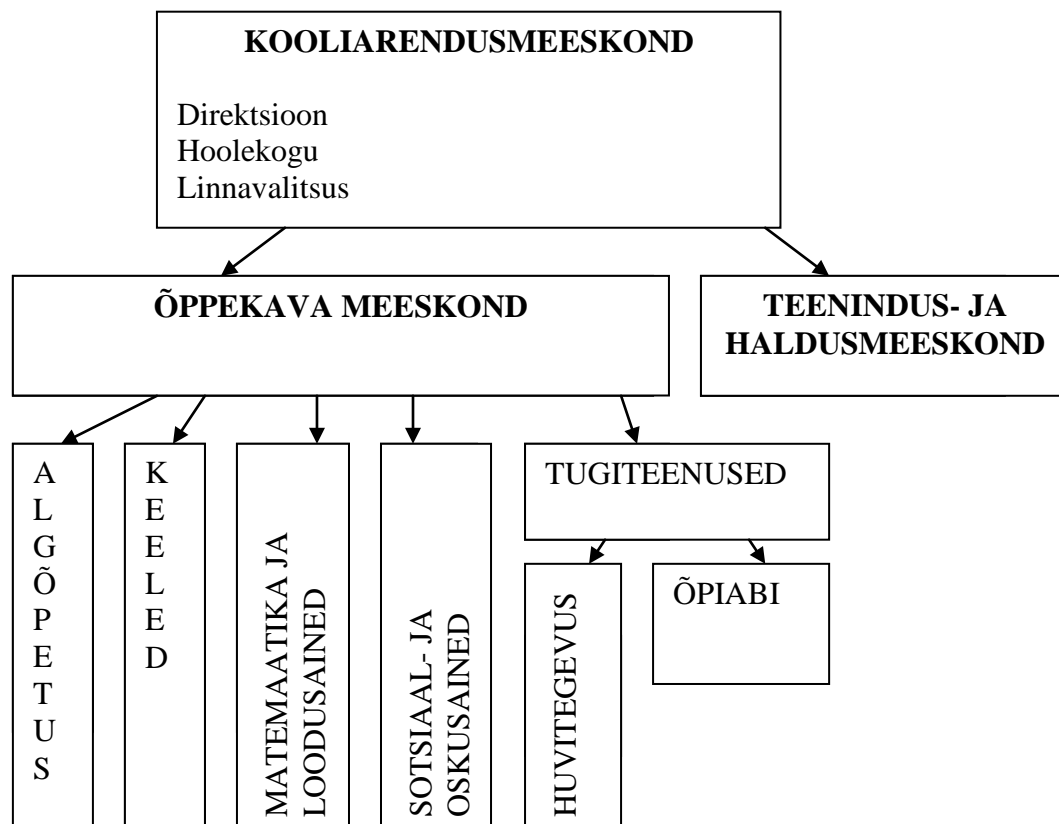 KOOLIARENDUSMEESKOND
Direktsioon
Hoolekogu
Linnavalitsus
ÕPPEKAVA MEESKOND
TEENINDUS- JA
HALDUSMEESKOND
ALGÕPETUS
KEELED
MATEMAATIKA JA
LOODUSAINED
SOTSIAAL- JA
OSKUSAINED
TUGITEENUSED
HUVITEGEVUS
ÕPIABI